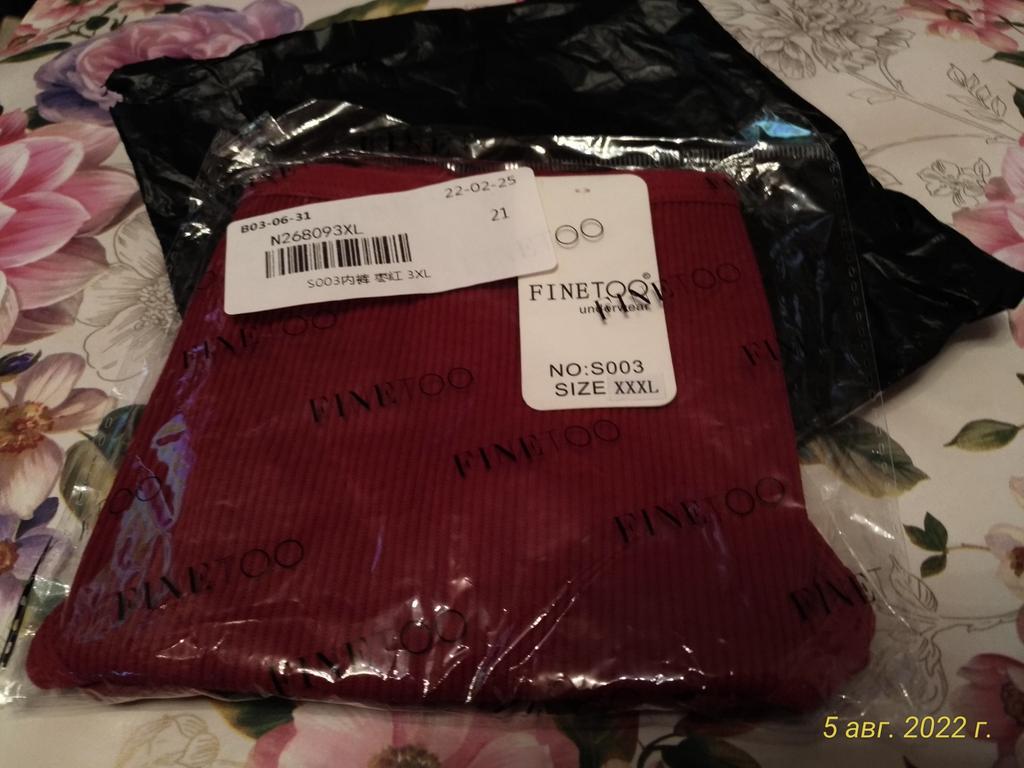 B03-06-31
22-02-25
N268093XL
21
S003内裤 枣红 3XL
FINETOO®
underwear
NO:S003
SIZE XXXL
FINETOO
FINETOO
FINETOO
FINETOO
FINETOO
FINETOO
5 авг. 2022 г.